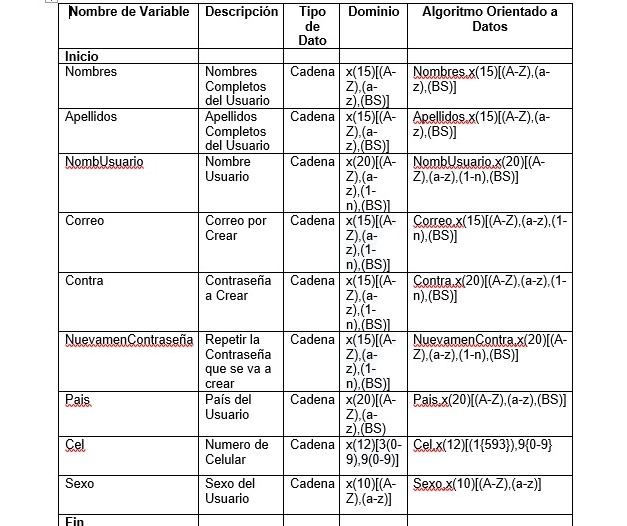 Nombre de Variable Descripción Tipo de Dato Dominio Algoritmo Orientado a Datos
Inicio
Nombres Nombres Completos del Usuario Cadena x(15)[(A-Z),(a-z),(BS)] Nombres,x(15)[(A-Z),(a-z),(BS)]
Apellidos Apellidos Completos del Usuario Cadena x(15)[(A-Z),(a-z),(BS)] Apellidos,x(15)[(A-Z),(a-z),(BS)]
NombUsuario Nombre Usuario Cadena x(20)[(A-Z),(a-z),(1-n),(BS)] NombUsuario,x(20)[(A-Z),(a-z),(1-n),(BS)]
Correo Correo por Crear Cadena x(15)[(A-Z),(a-z),(1-n),(BS)] Correo,x(15)[(A-Z),(a-z),(1-n),(BS)]
Contra Contraseña a Crear Cadena x(15)[(A-Z),(a-z),(1-n),(BS)] Contra,x(20)[(A-Z),(a-z),(1-n),(BS)]
NuevamenContraseña Repetir la Contraseña que se va a crear Cadena x(15)[(A-Z),(a-z),(1-n),(BS)] NuevamenContra,x(20)[(A-Z),(a-z),(1-n),(BS)]
Pais País del Usuario Cadena x(20)[(A-Z),(a-z),(BS) Pais,x(20)[(A-Z),(a-z),(BS)]
Cel Numero de Celular Cadena x(12)[3(0-9),9(0-9)] Cel,x(12)[(1{593}),9{0-9}
Sexo Sexo del Usuario Cadena x(10)[(A-Z),(a-z)] Sexo,x(10)[(A-Z),(a-z)]
Fin